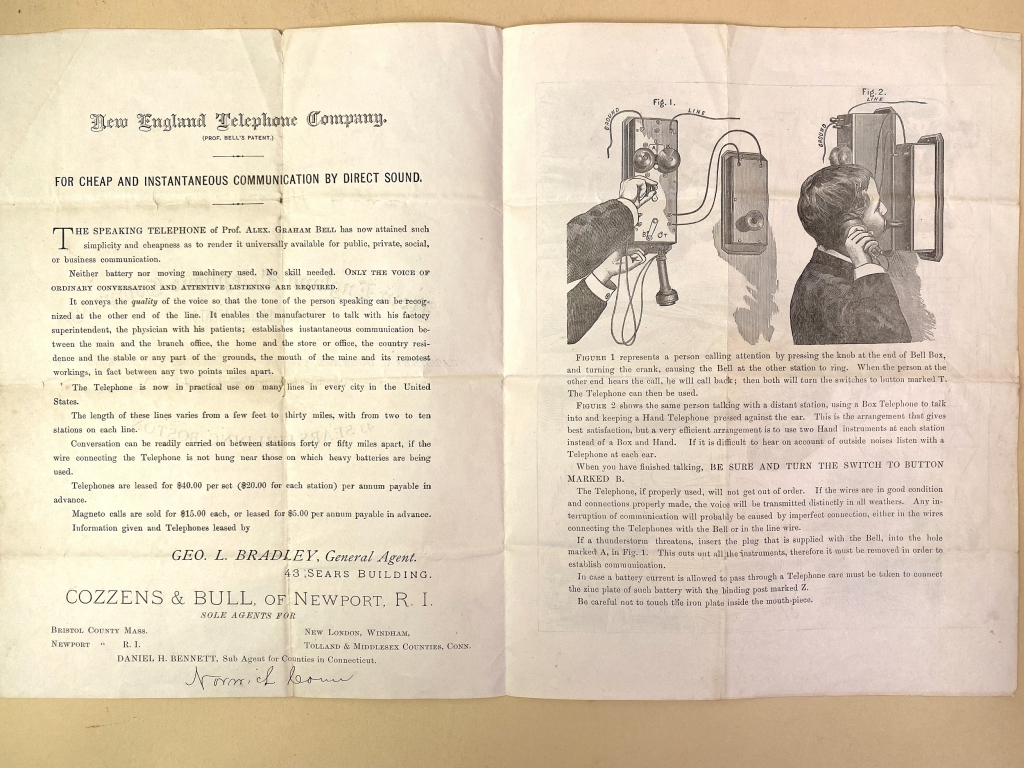 New England Telephone Company.
(PROF. BELL'S PATENT.)
FOR CHEAP AND INSTANTANEOUS COMMUNICATION BY DIRECT SOUND.
THE SPEAKING TELEPHONE of Prof. ALEX. GRAHAM BELL has now attained such
simplicity and cheapness as to render it universally available for public, private, social,
or business communication.
Neither battery nor moving machinery used. No skill needed. ONLY THE VOICE OF
ORDINARY CONVERSATION AND ATTENTIVE LISTENING ARE REQUIRED.
It conveys the quality of the voice so that the tone of the person speaking can be recog-
nized at the other end of the line. It enables the manufacturer to talk with his factory
superintendent, the physician with his patients; establishes instantaneous communication be-
tween the main and the branch office, the home and the store or office, the country resi-
dence and the stable or any part of the grounds, the mouth of the mine and its remotest
workings, in fact between any two points miles apart.
The Telephone is now in practical use on many lines in every city in the United
States.
The length of these lines varies from a few feet to thirty miles, with from two to ten
stations on each line.
Conversation can be readily carried on between stations forty or fifty miles apart, if the
wire connecting the Telephone is not hung near those on which heavy batteries are being
used.
Telephones are leased for $40.00 per set ($20.00 for each station) per annum payable in
advance.
Magneto calls are sold for $15.00 each, or leased for $5.00 per annum payable in advance.
Information given and Telephones leased by
GEO. L. BRADLEY, General Agent.
43 SEARS BUILDING.
COZZENS & BULL, OF NEWPORT, R. I.
SOLE AGENTS FOR
BRISTOL COUNTY MASS.
NEWPORT " R. I.
NEW LONDON, WINDHAM,
TOLLAND & MIDDLESEX COUNTIES, CONN.
DANIEL H. BENNETT, Sub Agent for Counties in Connecticut.
Norwich Conn
Fig. 1.
GROUND
LINE
B T
Fig. 2.
LINE
GROUND
FIGURE 1 represents a person calling attention by pressing the knob at the end of Bell Box,
and turning the crank, causing the Bell at the other station to ring. When the person at the
other end hears the call, he will call back; then both will turn the switches to button marked T.
The Telephone can then be used.
FIGURE 2 shows the same person talking with a distant station, using a Box Telephone to talk
into and keeping a Hand Telephone pressed against the ear. This is the arrangement that gives
best satisfaction, but a very efficient arrangement is to use two Hand instruments at each station
instead of a Box and Hand. If it is difficult to hear on account of outside noises listen with a
Telephone at each ear.
When you have finished talking, BE SURE AND TURN THE SWITCH TO BUTTON
MARKED B.
The Telephone, if properly used, will not get out of order. If the wires are in good condition
and connections properly made, the voice will be transmitted distinctly in all weathers. Any in-
terruption of communication will probably be caused by imperfect connection, either in the wires
connecting the Telephones with the Bell or in the line wire.
If a thunderstorm threatens, insert the plug that is supplied with the Bell, into the hole
marked A, in Fig. 1. This cuts out all the instruments, therefore it must be removed in order to
establish communication.
In case a battery current is allowed to pass through a Telephone care must be taken to connect
the zinc plate of such battery with the binding post marked Z.
Be careful not to touch the iron plate inside the mouth-piece.